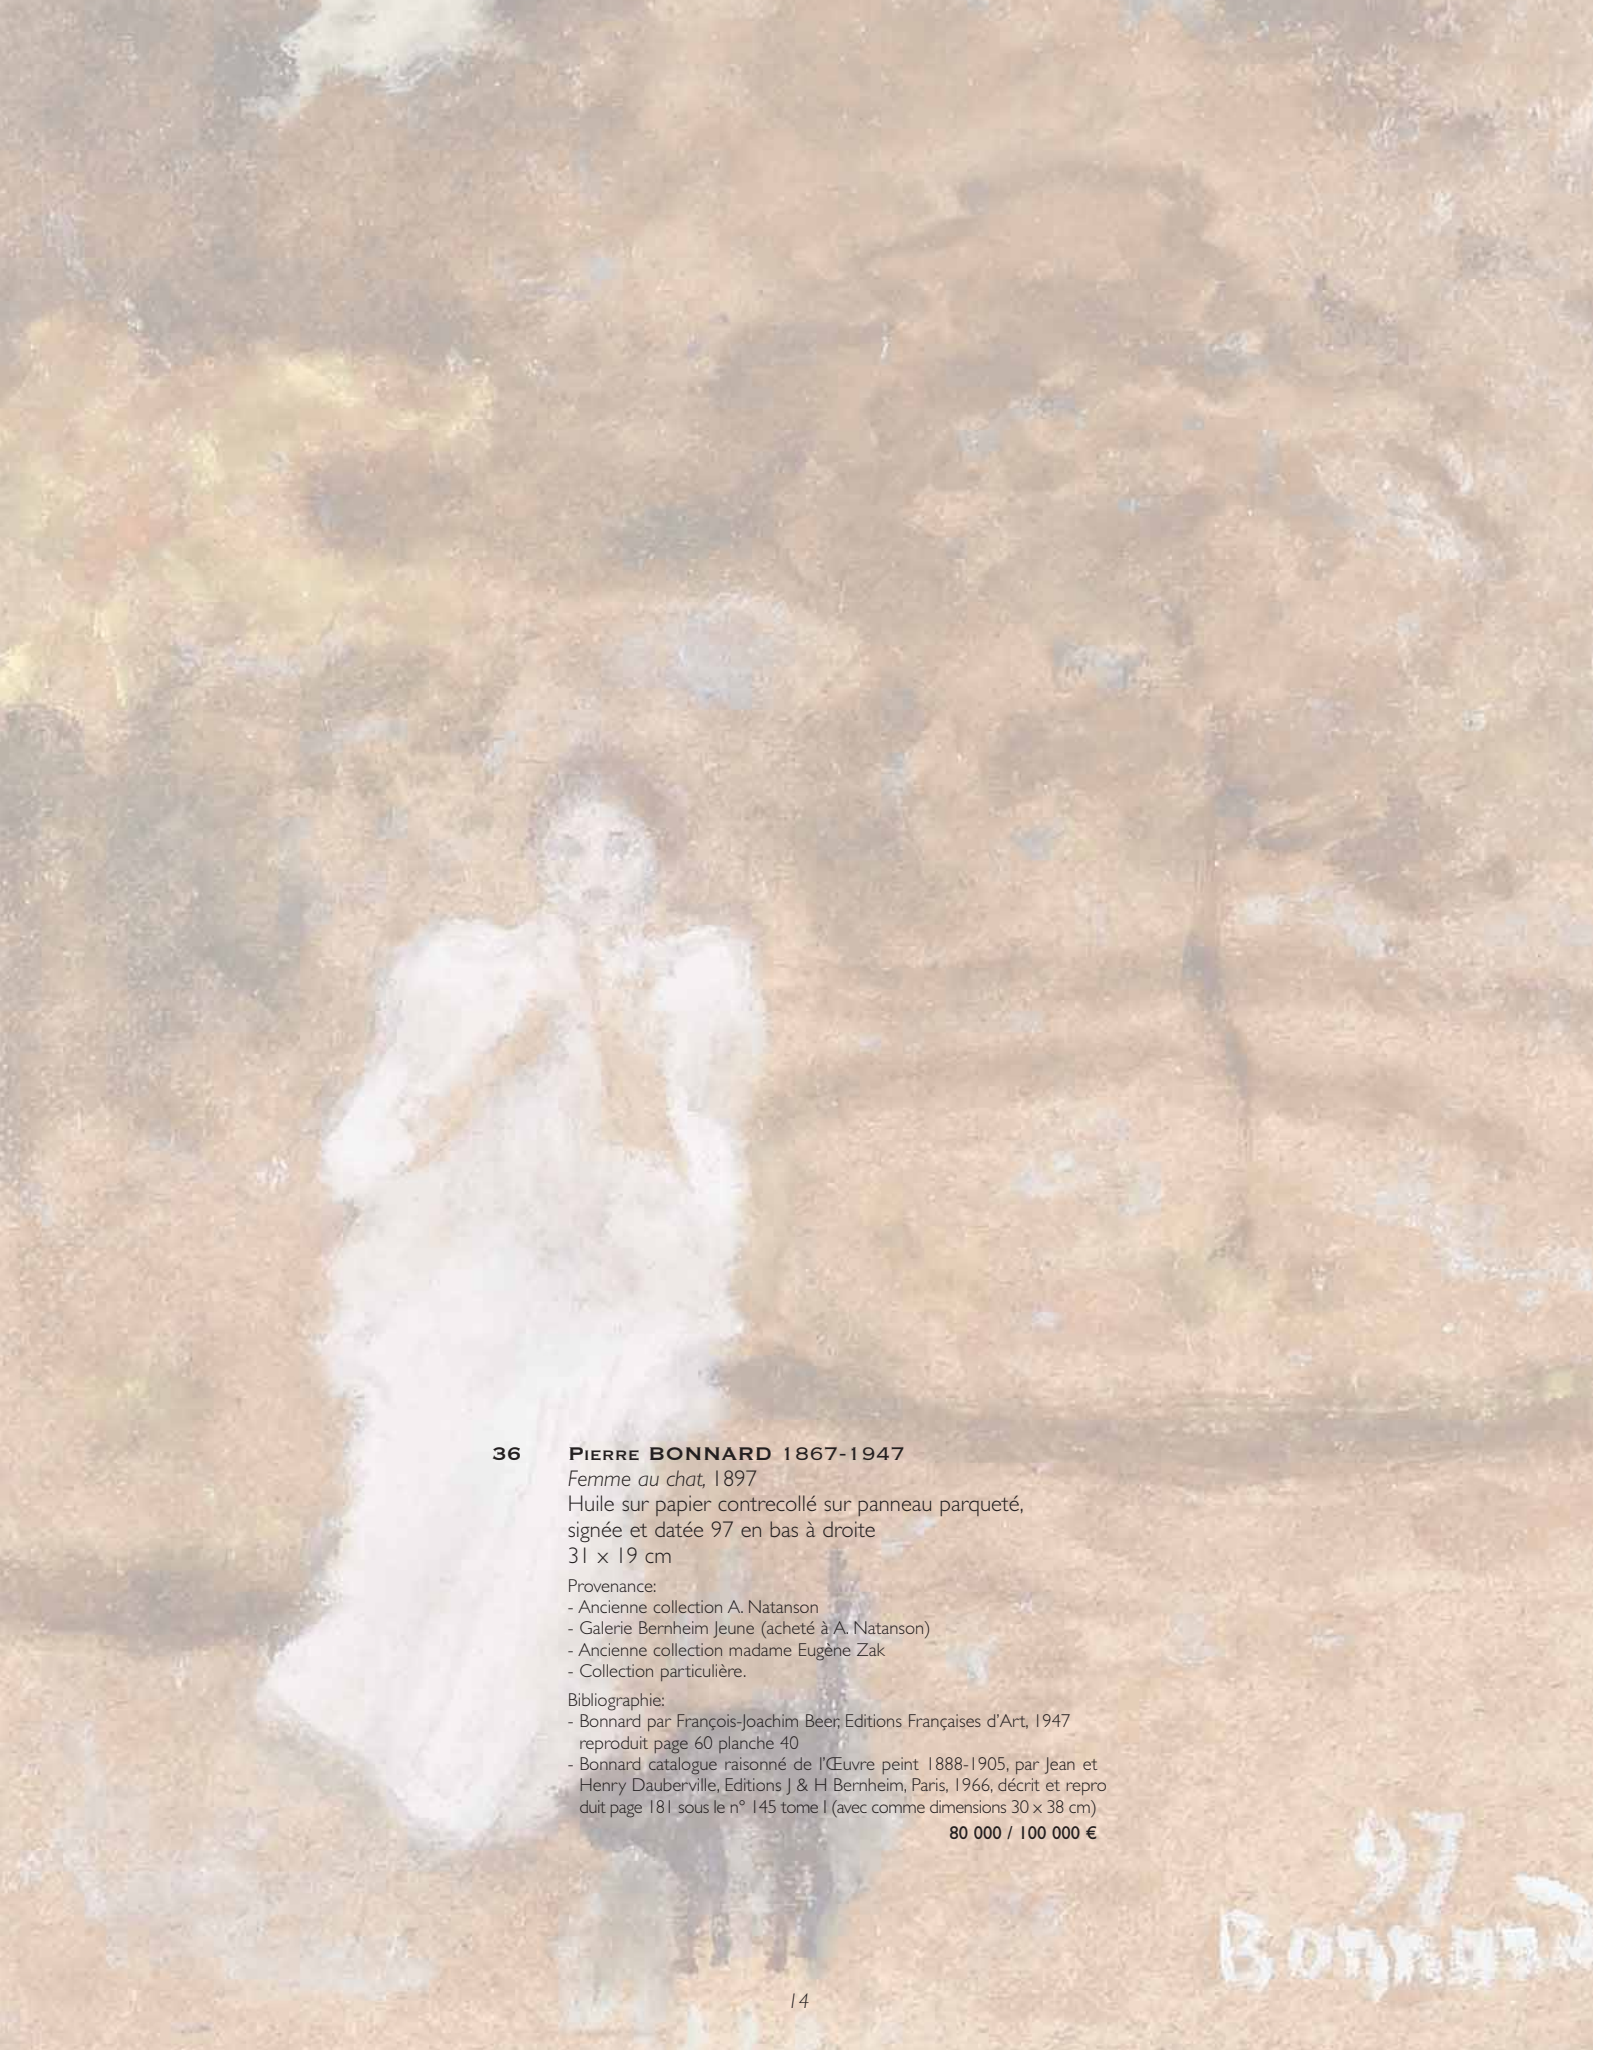 36 PIERRE BONNARD 1867-1947
Femme au chat, 1897
Huile sur papier contrecollé sur panneau parqueté,
signée et datée 97 en bas à droite
31 x 19 cm
Provenance:
- Ancienne collection A. Natanson
- Galerie Bernheim Jeune (acheté à A. Natanson)
- Ancienne collection madame Eugène Zak
- Collection particulière.
Bibliographie:
- Bonnard par François-Joachim Beer, Editions Françaises d'Art, 1947
reproduit page 60 planche 40
- Bonnard catalogue raisonné de l'Œuvre peint 1888-1905, par Jean et
Henry Dauberville, Editions J & H Bernheim, Paris, 1966, décrit et repro
duit page 181 sous le n° 145 tome I (avec comme dimensions 30 x 38 cm)
80 000 / 100 000 €
97
Bonnard
14